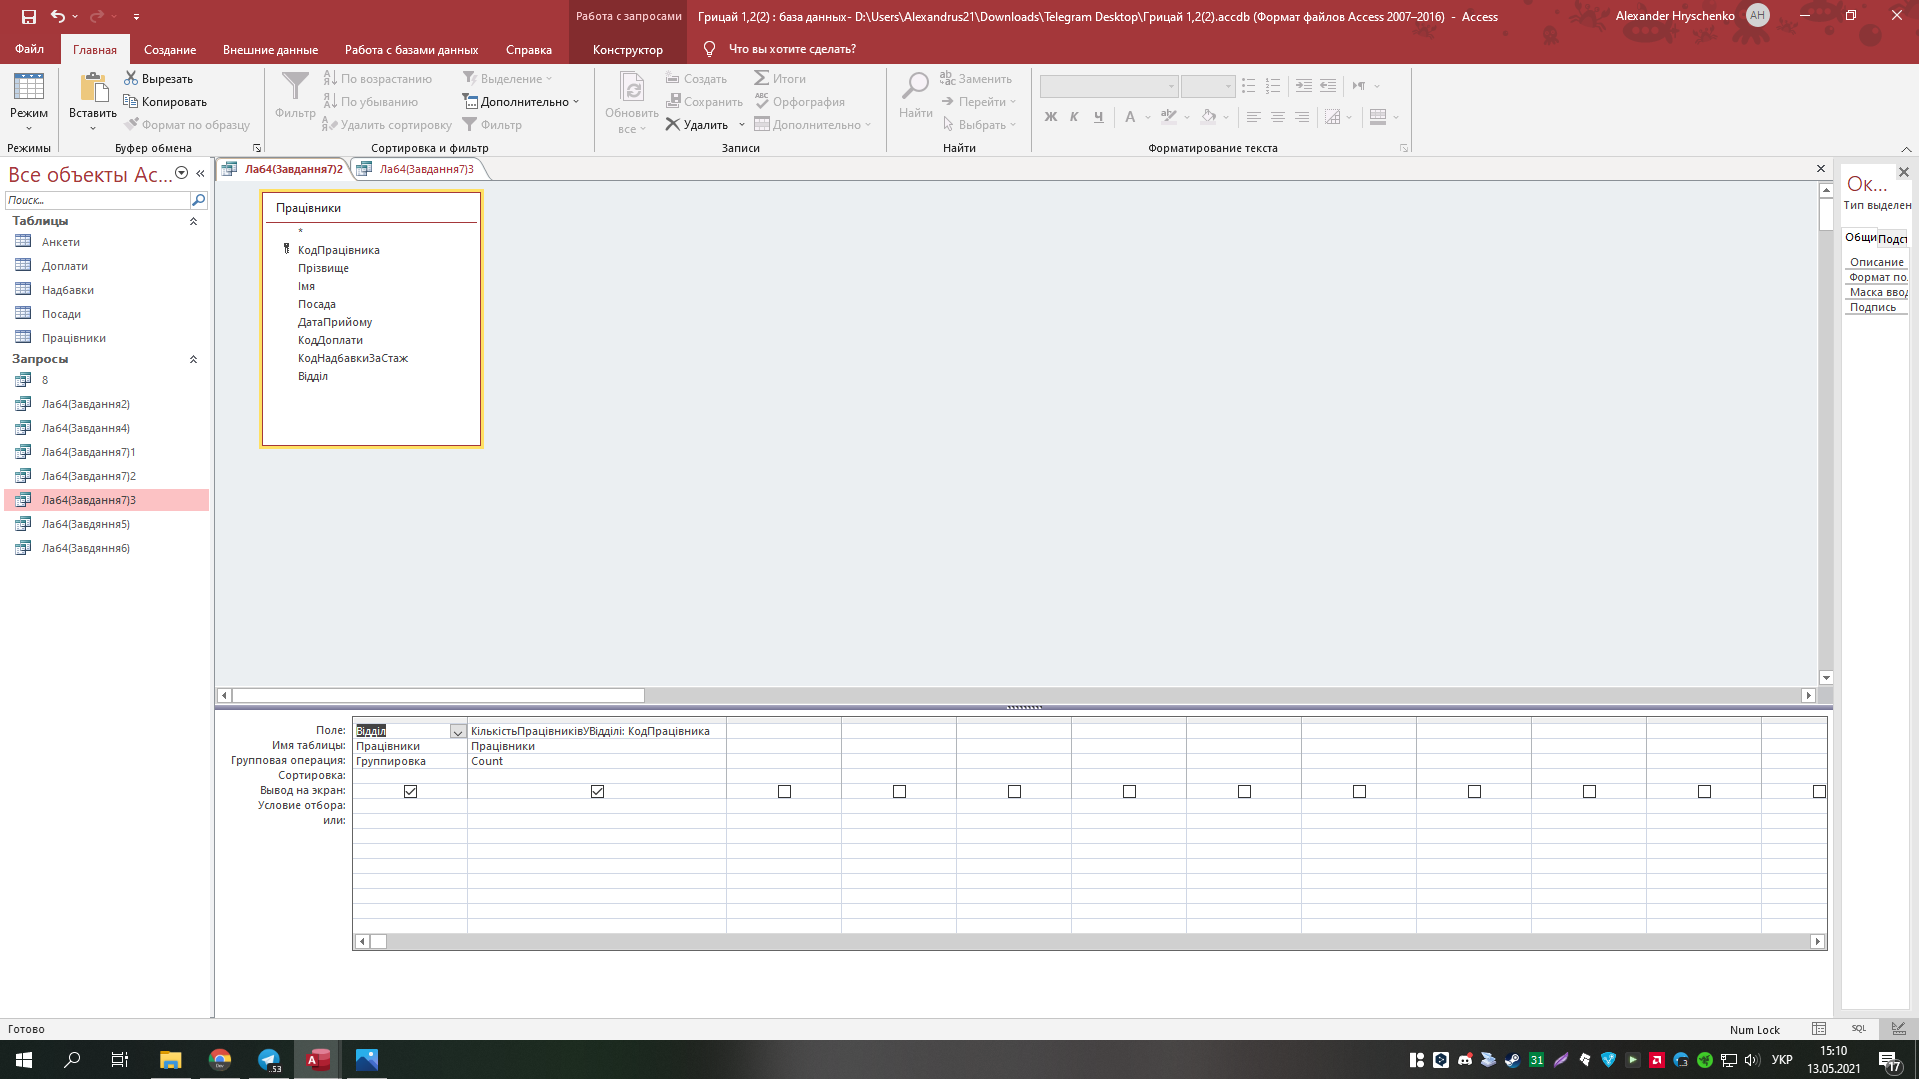 Работа с запросами
Грицай 1,2(2) : база данных- D:\Users\Alexandrus21\Downloads\Telegram Desktop\Грицай 1,2(2).accdb (Формат файлов Access 2007–2016) - Access
Alexander Hryschenko
AH
Файл
Главная
Создание
Внешние данные
Работа с базами данных
Справка
Конструктор
Что вы хотите сделать?
Режим
Режимы
Вставить
Вырезать
Копировать
Формат по образцу
Буфер обмена
Фильтр
По возрастанию
По убыванию
Удалить сортировку
Выделение
Дополнительно
Фильтр
Сортировка и фильтр
Обновить
все
Создать
Сохранить
Удалить
Итоги
Орфография
Дополнительно
Записи
Найти
Заменить
Перейти
Выбрать
Найти
Ж К Ч
А
Форматирование текста
Все объекты Ac...
Поиск...
Таблицы
Анкети
Доплати
Надбавки
Посади
Працівники
Запросы
8
Лаб4(Завдання2)
Лаб4(Завдання4)
Лаб4(Завдання7)1
Лаб4(Завдання7)2
Лаб4(Завдання7)3
Лаб4(Завдяння5)
Лаб4(Завдяння6)
Лаб4(Завдання7)2
Лаб4(Завдання7)3
Працівники
*
КодПрацівника
Прізвище
Імя
Посада
ДатаПрийому
КодДоплати
КодНадбавкиЗаСтаж
Відділ
Поле:
Відділ
КількістьПрацівниківУВідділі: КодПрацівника
Имя таблицы:
Працівники
Працівники
Групповая операция:
Группировка
Count
Сортировка:
Вывод на экран:
Условие отбора:
или:
Ок...
Тип выделен
Общи
Подст
Описание
Формат по.
Маска ввод
Подпись
Готово
Num Lock
SQL
..53
31
УКР
15:10
13.05.2021
17